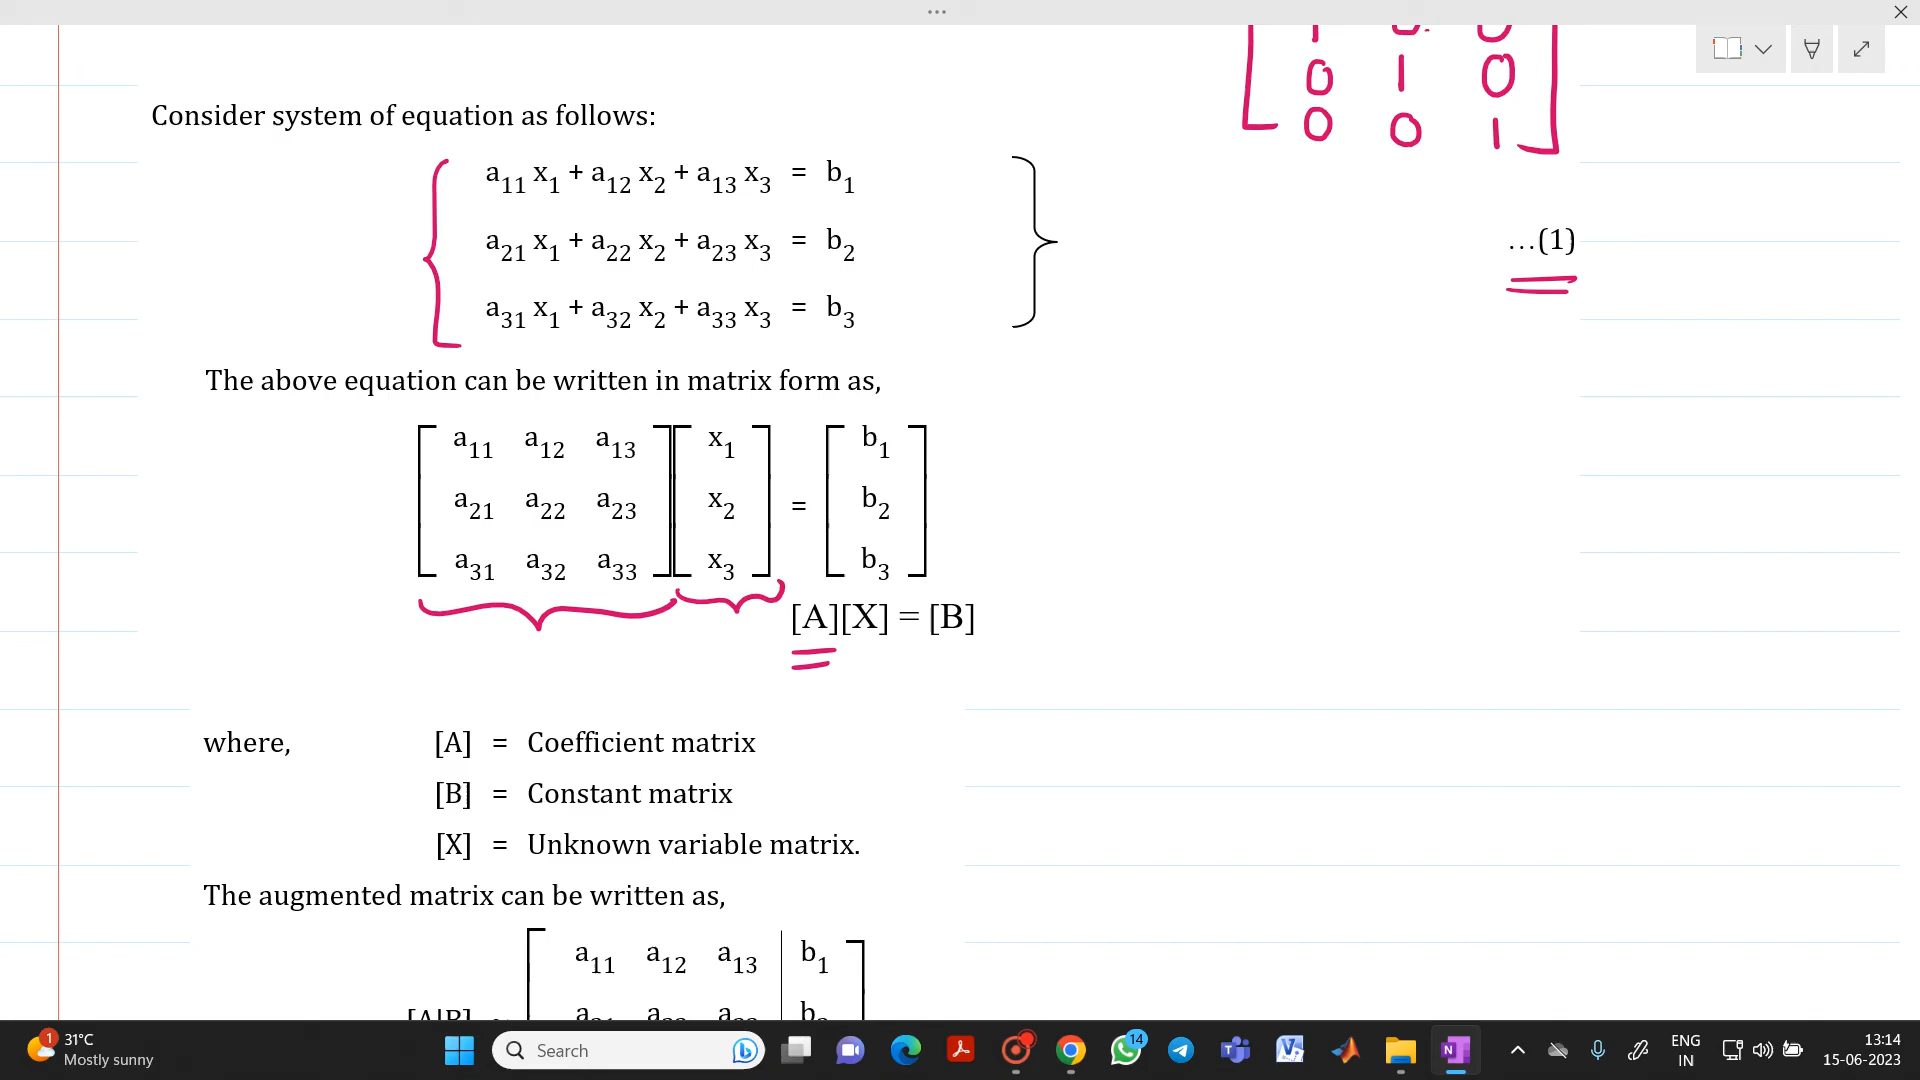 0 1 0
0 0 1
Consider system of equation as follows:
a11 x1 + a12 x2 + a13 x3 = b1
a21 x1 + a22 x2 + a23 x3 = b2
…(1)
a31 x1 + a32 x2 + a33 x3 = b3
The above equation can be written in matrix form as,
a11 a12 a13 x1 b1
a21 a22 a23 x2 = b2
a31 a32 a33 x3 b3
[A][X] = [B]
where, [A] = Coefficient matrix
[B] = Constant matrix
[X] = Unknown variable matrix.
The augmented matrix can be written as,
a11 a12 a13 b1
[A|B]
1
31°C
Mostly sunny
Search
14
ENG
IN
13:14
15-06-2023